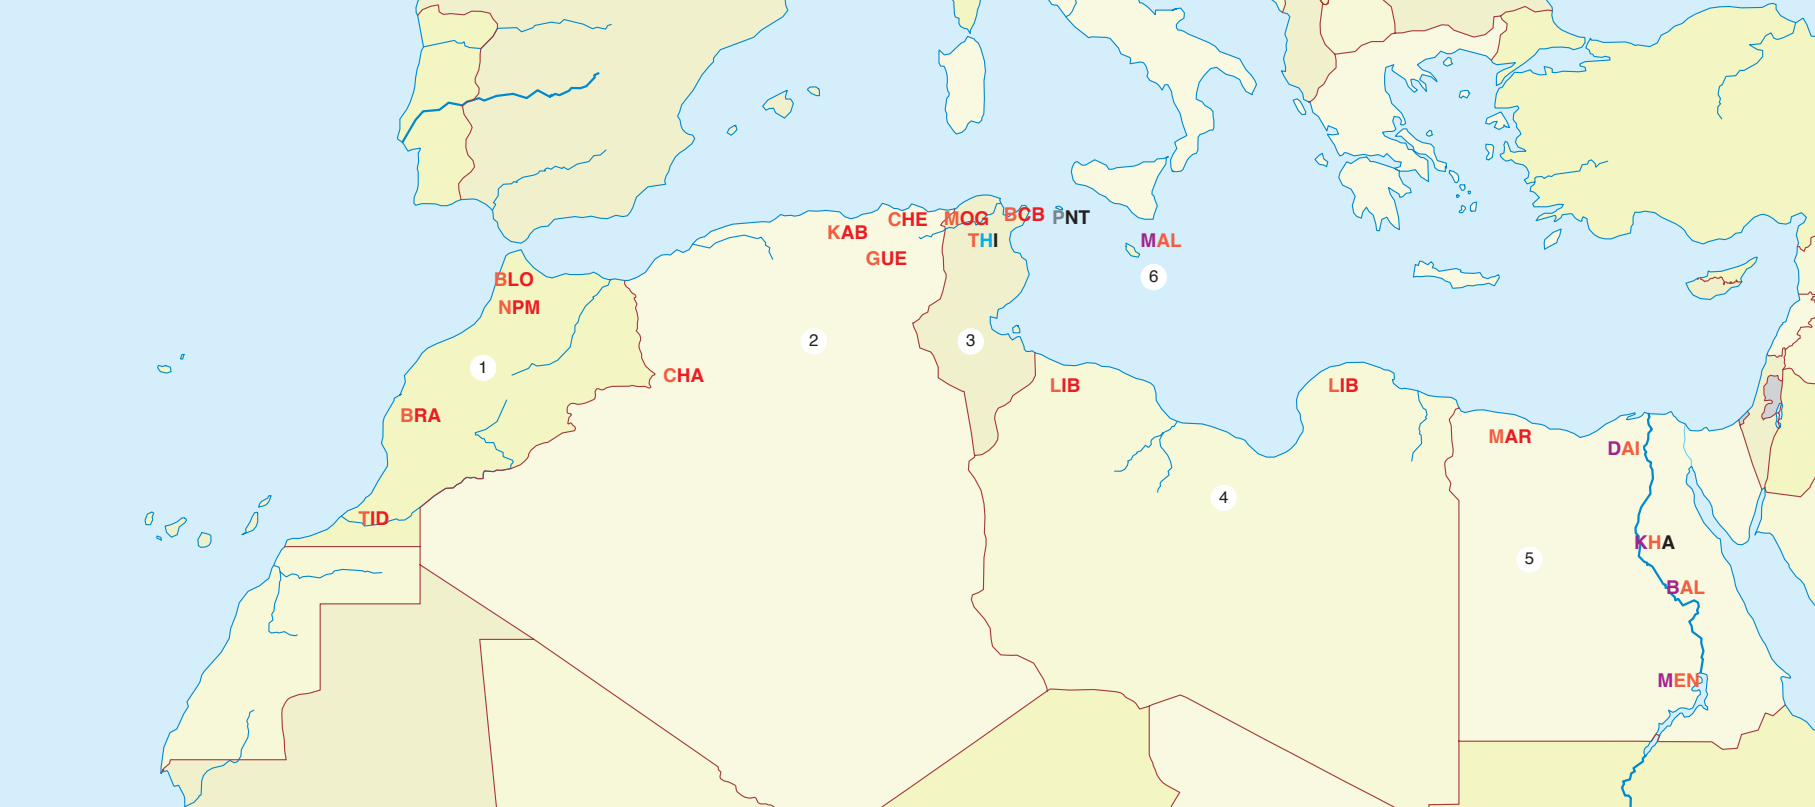 CHE MOG BCB PNT
KAB THI MAL
GUE
6
BLO
NPM
2 3
1
CHA LIB LIB
BRA
MAR DAI
4
TID
KHA
5
BAL
MEN